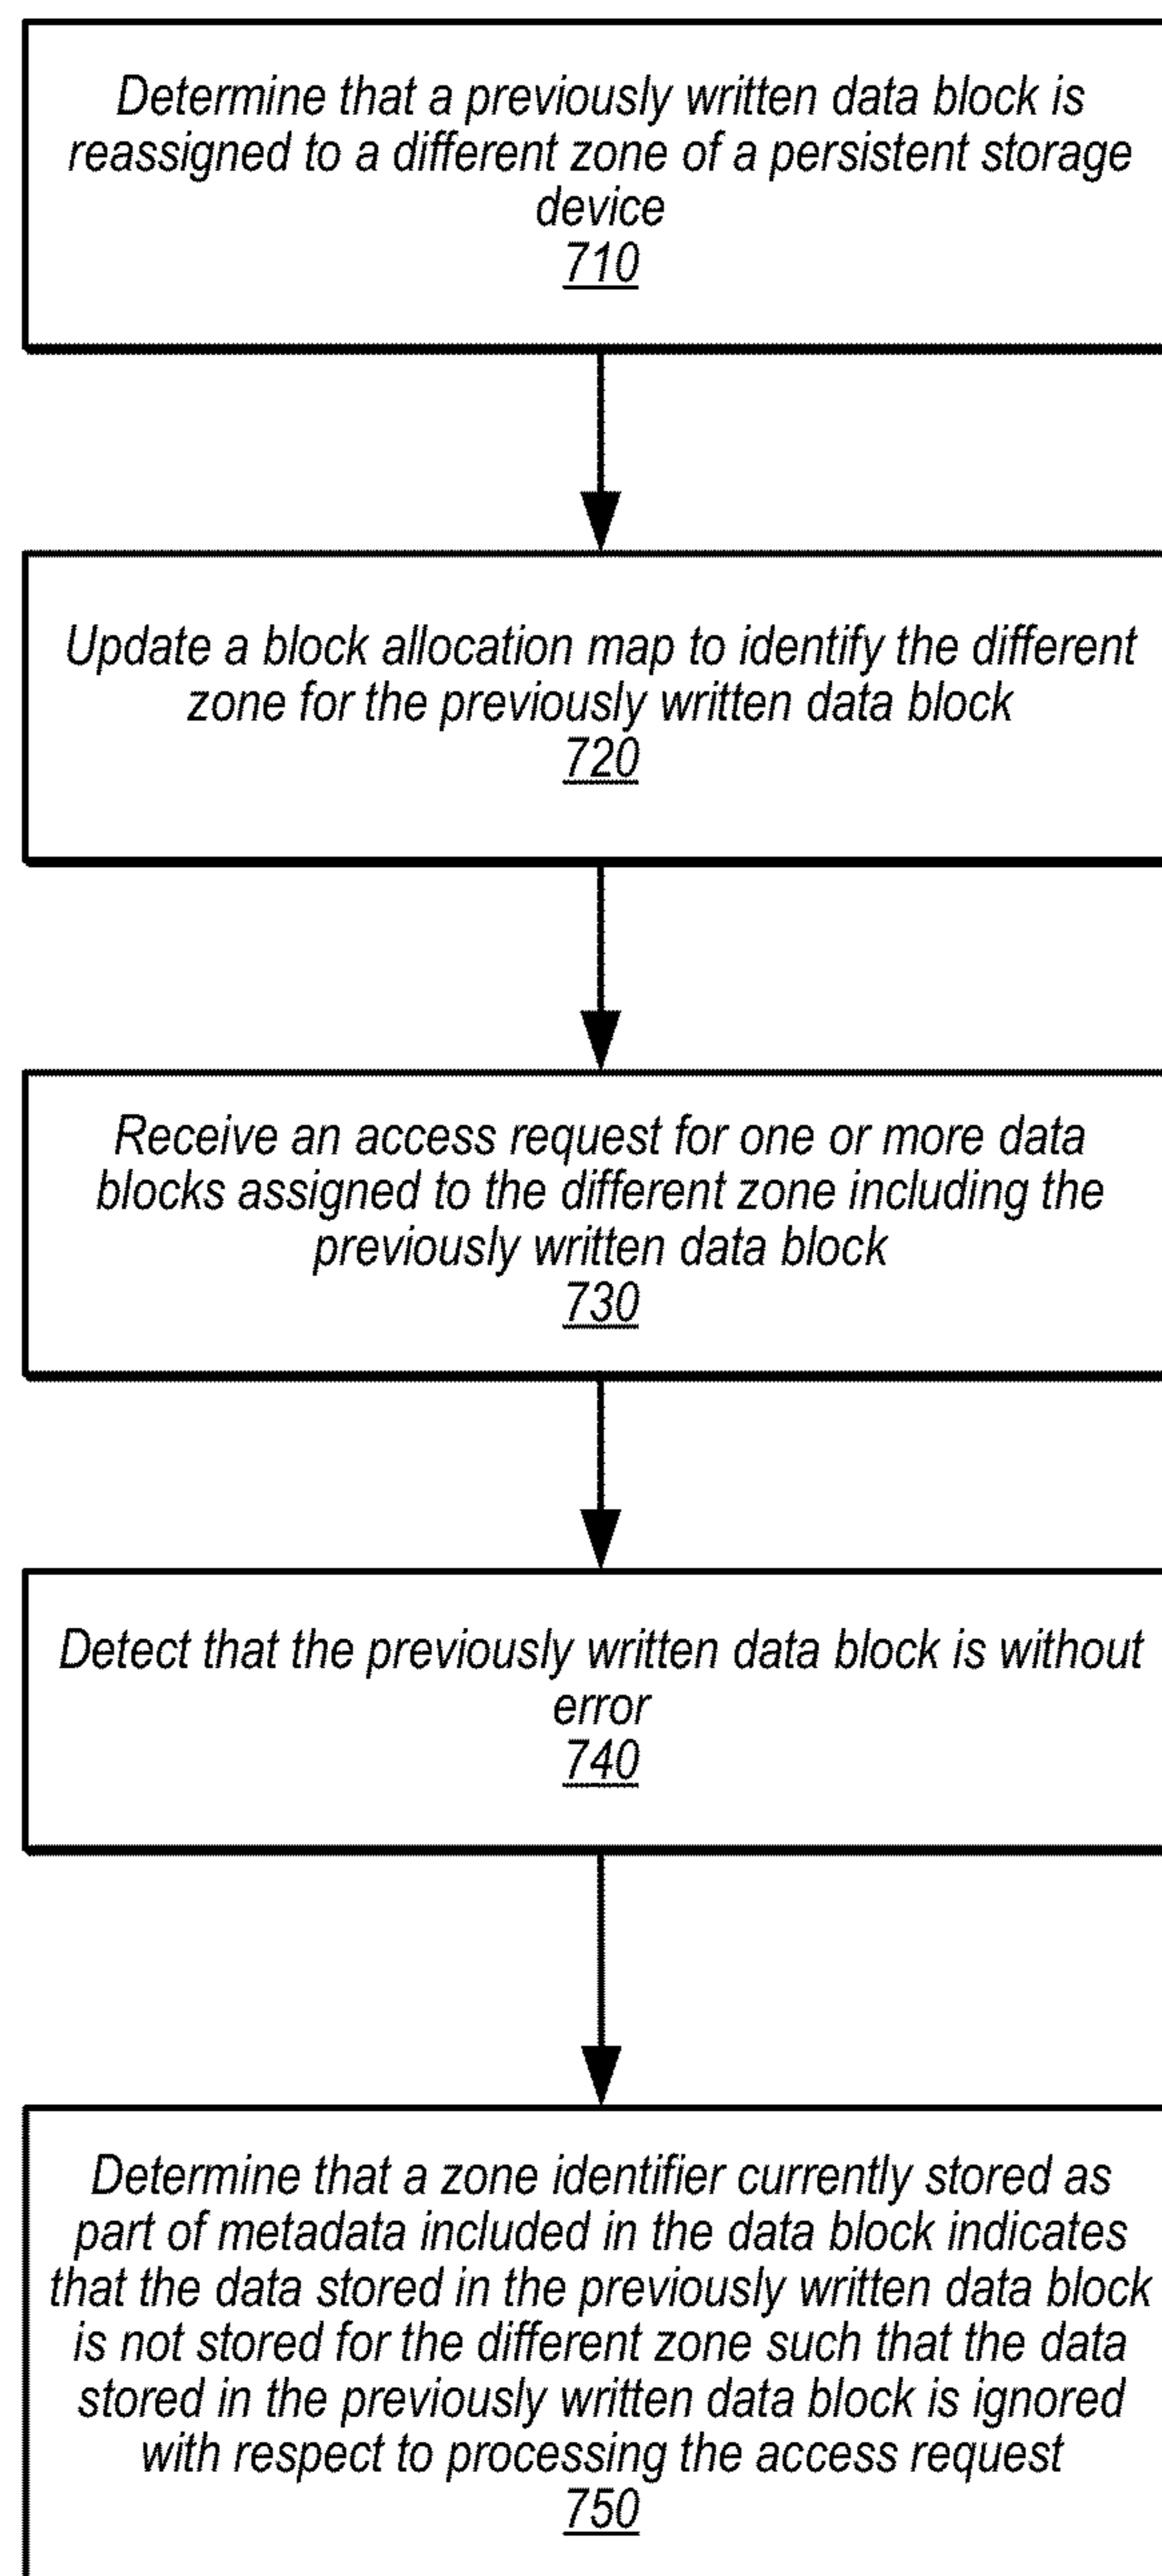 Determine that a previously written data block is
reassigned to a different zone of a persistent storage
device
710
Update a block allocation map to identify the different
zone for the previously written data block
720
Receive an access request for one or more data
blocks assigned to the different zone including the
previously written data block
730
Detect that the previously written data block is without
error
740
Determine that a zone identifier currently stored as
part of metadata included in the data block indicates
that the data stored in the previously written data block
is not stored for the different zone such that the data
stored in the previously written data block is ignored
with respect to processing the access request
750